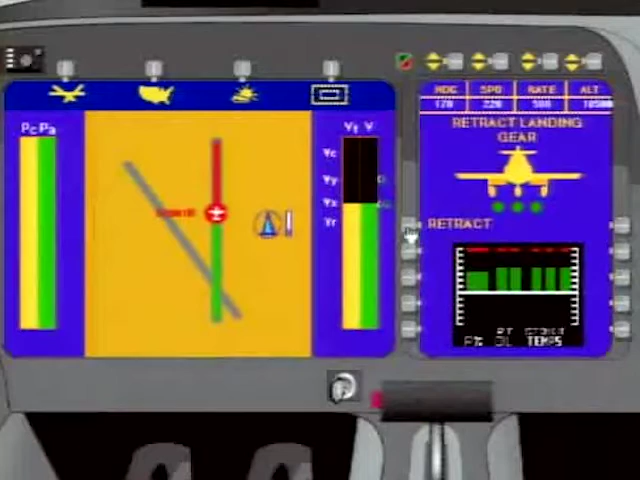 Pc Pa
Vt V
Vc
Vy
Vx
Vr
HDG SPD RATE ALT
170 220 500 10500
RETRACT LANDING
GEAR
RETRACT
TEMPS